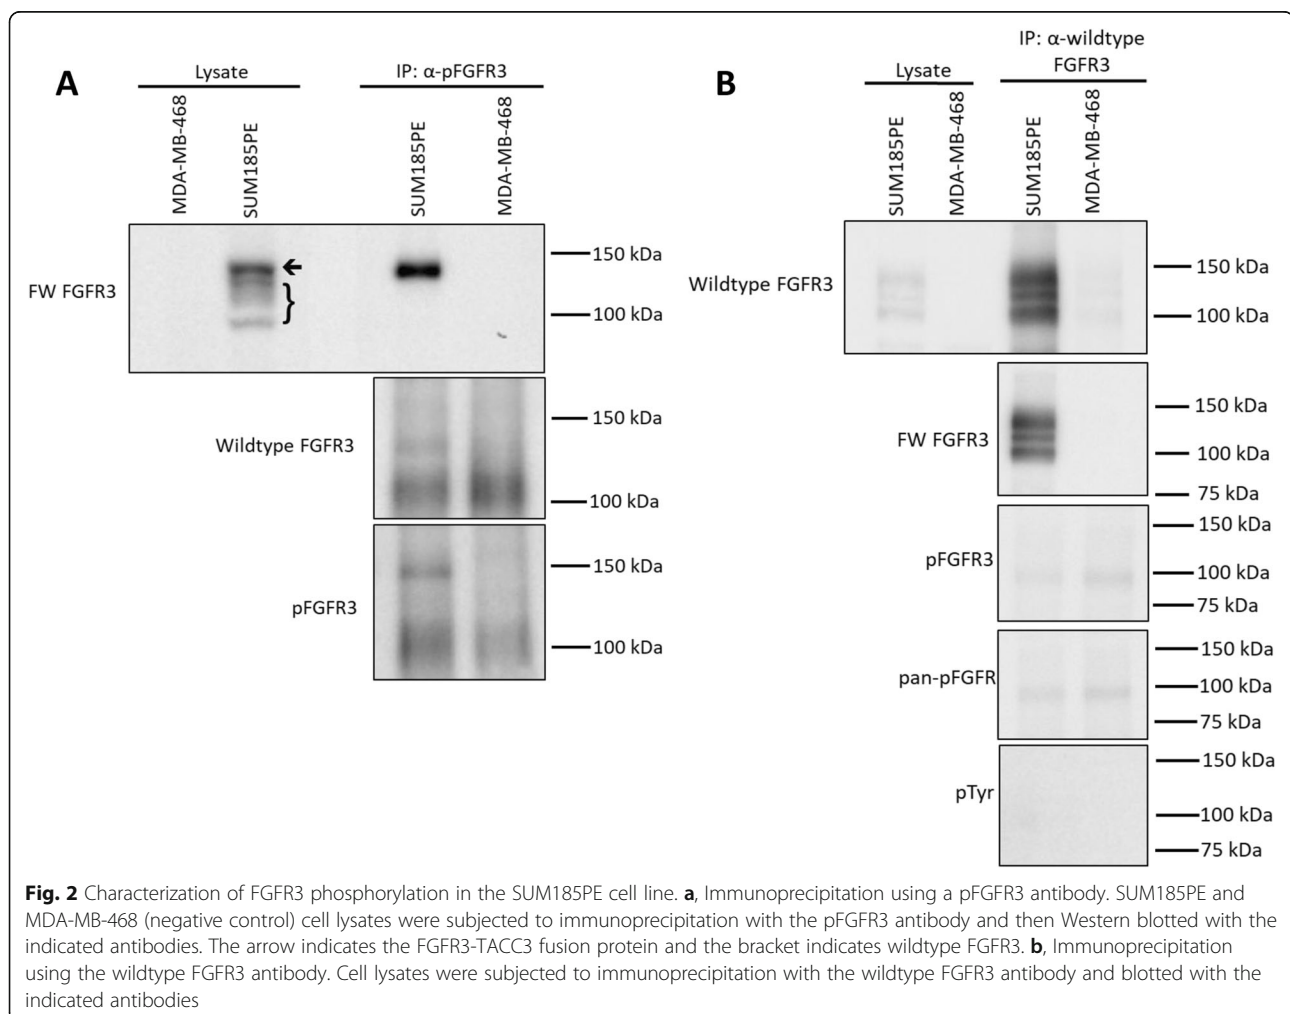 A
Lysate
IP: α-pFGFR3
MDA-MB-468
SUM185PE
SUM185PE
MDA-MB-468
FW FGFR3
150 kDa
100 kDa
Wildtype FGFR3
150 kDa
100 kDa
pFGFR3
150 kDa
100 kDa
B
Lysate
IP: α-wildtype
FGFR3
SUM185PE
MDA-MB-468
SUM185PE
MDA-MB-468
Wildtype FGFR3
150 kDa
100 kDa
FW FGFR3
150 kDa
100 kDa
75 kDa
pFGFR3
150 kDa
100 kDa
75 kDa
pan-pFGFR
150 kDa
100 kDa
75 kDa
pTyr
150 kDa
100 kDa
75 kDa
Fig. 2 Characterization of FGFR3 phosphorylation in the SUM185PE cell line. a, Immunoprecipitation using a pFGFR3 antibody. SUM185PE and
MDA-MB-468 (negative control) cell lysates were subjected to immunoprecipitation with the pFGFR3 antibody and then Western blotted with the
indicated antibodies. The arrow indicates the FGFR3-TACC3 fusion protein and the bracket indicates wildtype FGFR3. b, Immunoprecipitation
using the wildtype FGFR3 antibody. Cell lysates were subjected to immunoprecipitation with the wildtype FGFR3 antibody and blotted with the
indicated antibodies